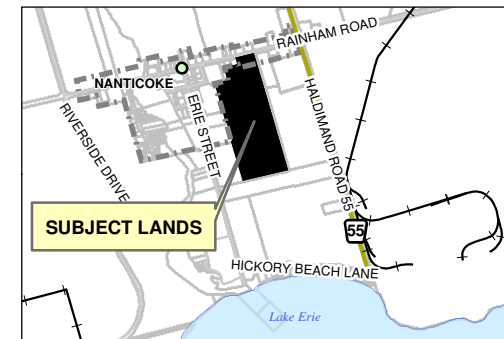 RAINHAM ROAD
NANTICOKE
ERIE STREET
RIVERSIDE DRIVE
HALDIMAND ROAD 55
SUBJECT LANDS
55
HICKORY BEACH LANE
Lake Erie